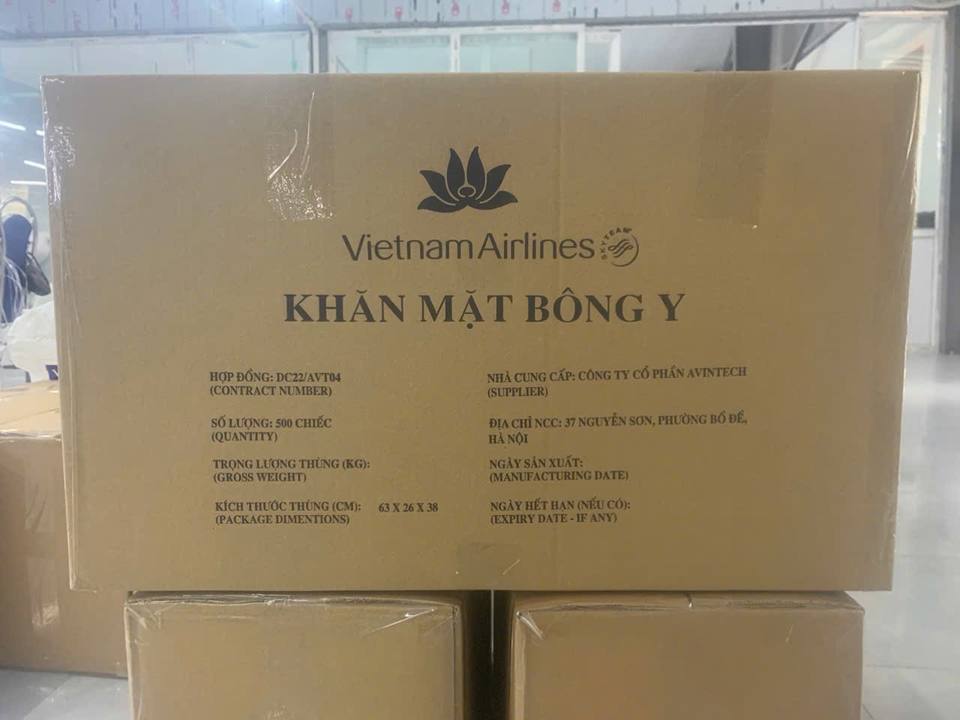 Vietnam Airlines SKYTEAM
KHĂN MẶT BÔNG Y
HỢP ĐỒNG: DC22/AVT04
(CONTRACT NUMBER)
SỐ LƯỢNG: 500 CHIẾC
(QUANTITY)
TRỌNG LƯỢNG THÙNG (KG):
(GROSS WEIGHT)
KÍCH THƯỚC THÙNG (CM): 63 X 26 X 38
(PACKAGE DIMENTIONS)
NHÀ CUNG CẤP: CÔNG TY CỔ PHẦN AVINTECH
(SUPPLIER)
ĐỊA CHỈ NCC: 37 NGUYỄN SƠN, PHƯỜNG BỒ ĐỀ,
HÀ NỘI
NGÀY SẢN XUẤT:
(MANUFACTURING DATE)
NGÀY HẾT HẠN (NẾU CÓ):
(EXPIRY DATE - IF ANY)